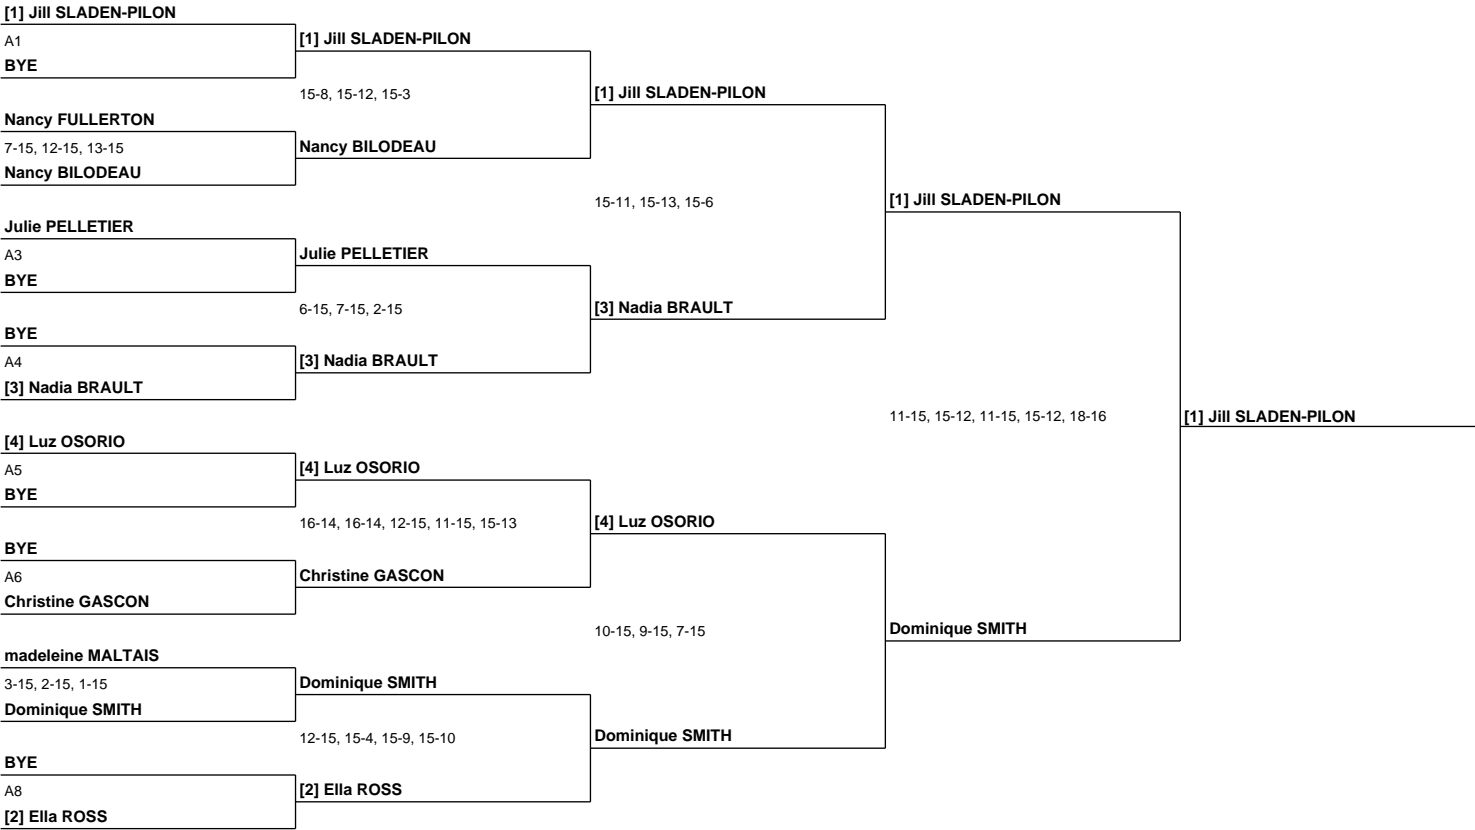 [1] Jill SLADEN-PILON
A1
BYE
Nancy FULLERTON
7-15, 12-15, 13-15
Nancy BILODEAU
Julie PELLETIER
A3
BYE
BYE
A4
[3] Nadia BRAULT
[4] Luz OSORIO
A5
BYE
BYE
A6
Christine GASCON
madeleine MALTAIS
3-15, 2-15, 1-15
Dominique SMITH
BYE
A8
[2] Ella ROSS
[1] Jill SLADEN-PILON
15-8, 15-12, 15-3
Nancy BILODEAU
Julie PELLETIER
6-15, 7-15, 2-15
[3] Nadia BRAULT
[4] Luz OSORIO
16-14, 16-14, 12-15, 11-15, 15-13
Christine GASCON
Dominique SMITH
12-15, 15-4, 15-9, 15-10
[2] Ella ROSS
[1] Jill SLADEN-PILON
15-11, 15-13, 15-6
[3] Nadia BRAULT
[4] Luz OSORIO
10-15, 9-15, 7-15
Dominique SMITH
[1] Jill SLADEN-PILON
11-15, 15-12, 11-15, 15-12, 18-16
Dominique SMITH
[1] Jill SLADEN-PILON